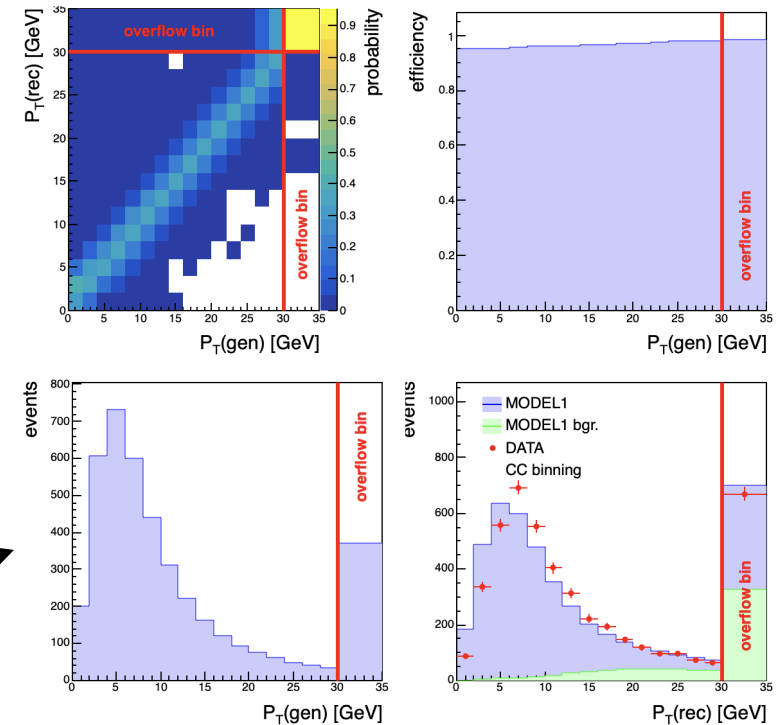 35
30
25
20
15
10
5
0
P_T(rec) [GeV]
overflow bin
overflow bin
0 5 10 15 20 25 30 35
P_T(gen) [GeV]
0.9
0.8
0.7
0.6
0.5
0.4
0.3
0.2
0.1
0
probability
efficiency
1
0.8
0.6
0.4
0.2
0
overflow bin
0 5 10 15 20 25 30 35
P_T(gen) [GeV]
events
800
700
600
500
400
300
200
100
0
overflow bin
0 5 10 15 20 25 30 35
P_T(gen) [GeV]
events
1000
800
600
400
200
0
MODEL1
MODEL1 bgr.
DATA
CC binning
overflow bin
0 5 10 15 20 25 30 35
P_T(rec) [GeV]